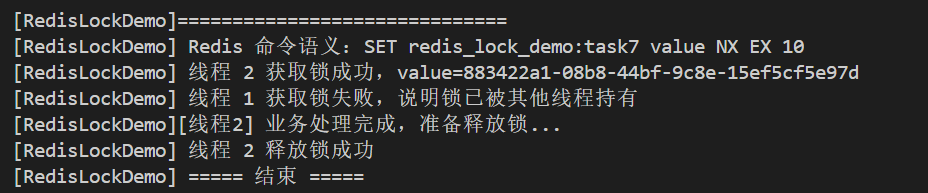 [RedisLockDemo]==============================
[RedisLockDemo] Redis 命令语义：SET redis_lock_demo:task7 value NX EX 10
[RedisLockDemo] 线程 2 获取锁成功，value=883422a1-08b8-44bf-9c8e-15ef5cf5e97d
[RedisLockDemo] 线程 1 获取锁失败，说明锁已被其他线程持有
[RedisLockDemo][线程2] 业务处理完成，准备释放锁...
[RedisLockDemo] 线程 2 释放锁成功
[RedisLockDemo] ===== 结束 =====